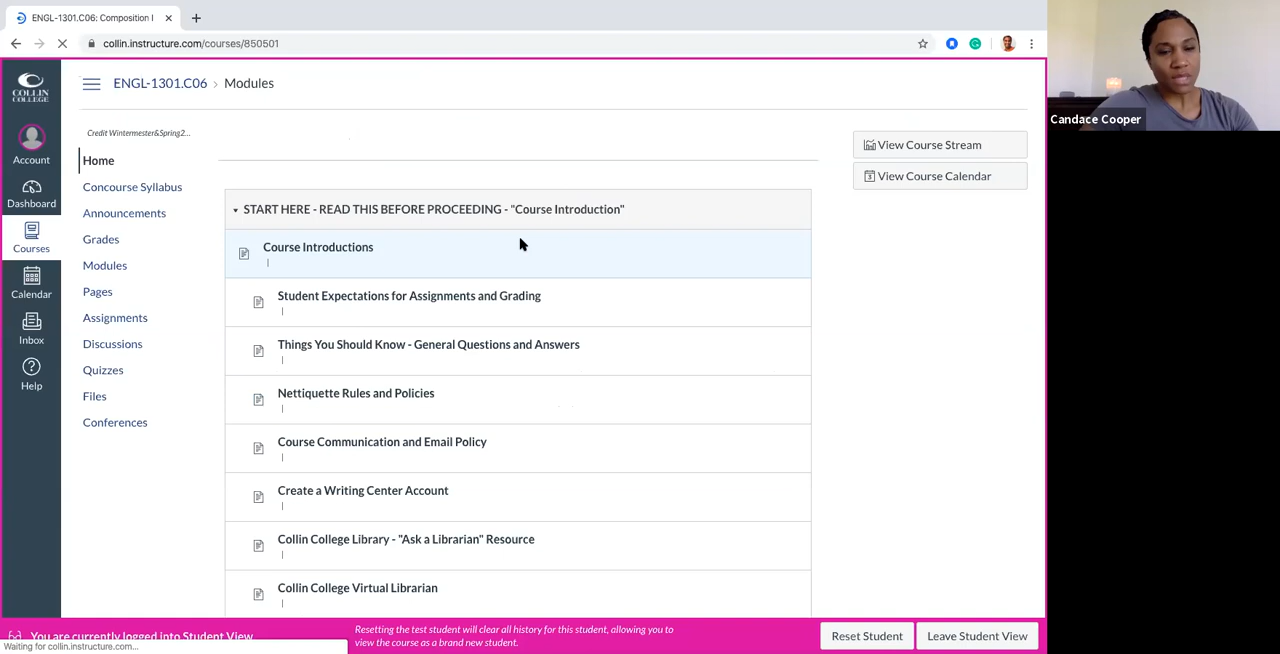 ENGL-1301.C06: Composition I
collin.instructure.com/courses/850501
COLLIN
COLLEGE
Account
Dashboard
Courses
Calendar
Inbox
Help
ENGL-1301.C06 › Modules
Credit Wintermester&Spring2...
Home
Concourse Syllabus
Announcements
Grades
Modules
Pages
Assignments
Discussions
Quizzes
Files
Conferences
START HERE - READ THIS BEFORE PROCEEDING - "Course Introduction"
Course Introductions
Student Expectations for Assignments and Grading
Things You Should Know - General Questions and Answers
Nettiquette Rules and Policies
Course Communication and Email Policy
Create a Writing Center Account
Collin College Library - "Ask a Librarian" Resource
Collin College Virtual Librarian
View Course Stream
View Course Calendar
Candace Cooper
You are currently logged into Student View
Waiting for collin.instructure.com...
Resetting the test student will clear all history for this student, allowing you to
view the course as a brand new student.
Reset Student
Leave Student View